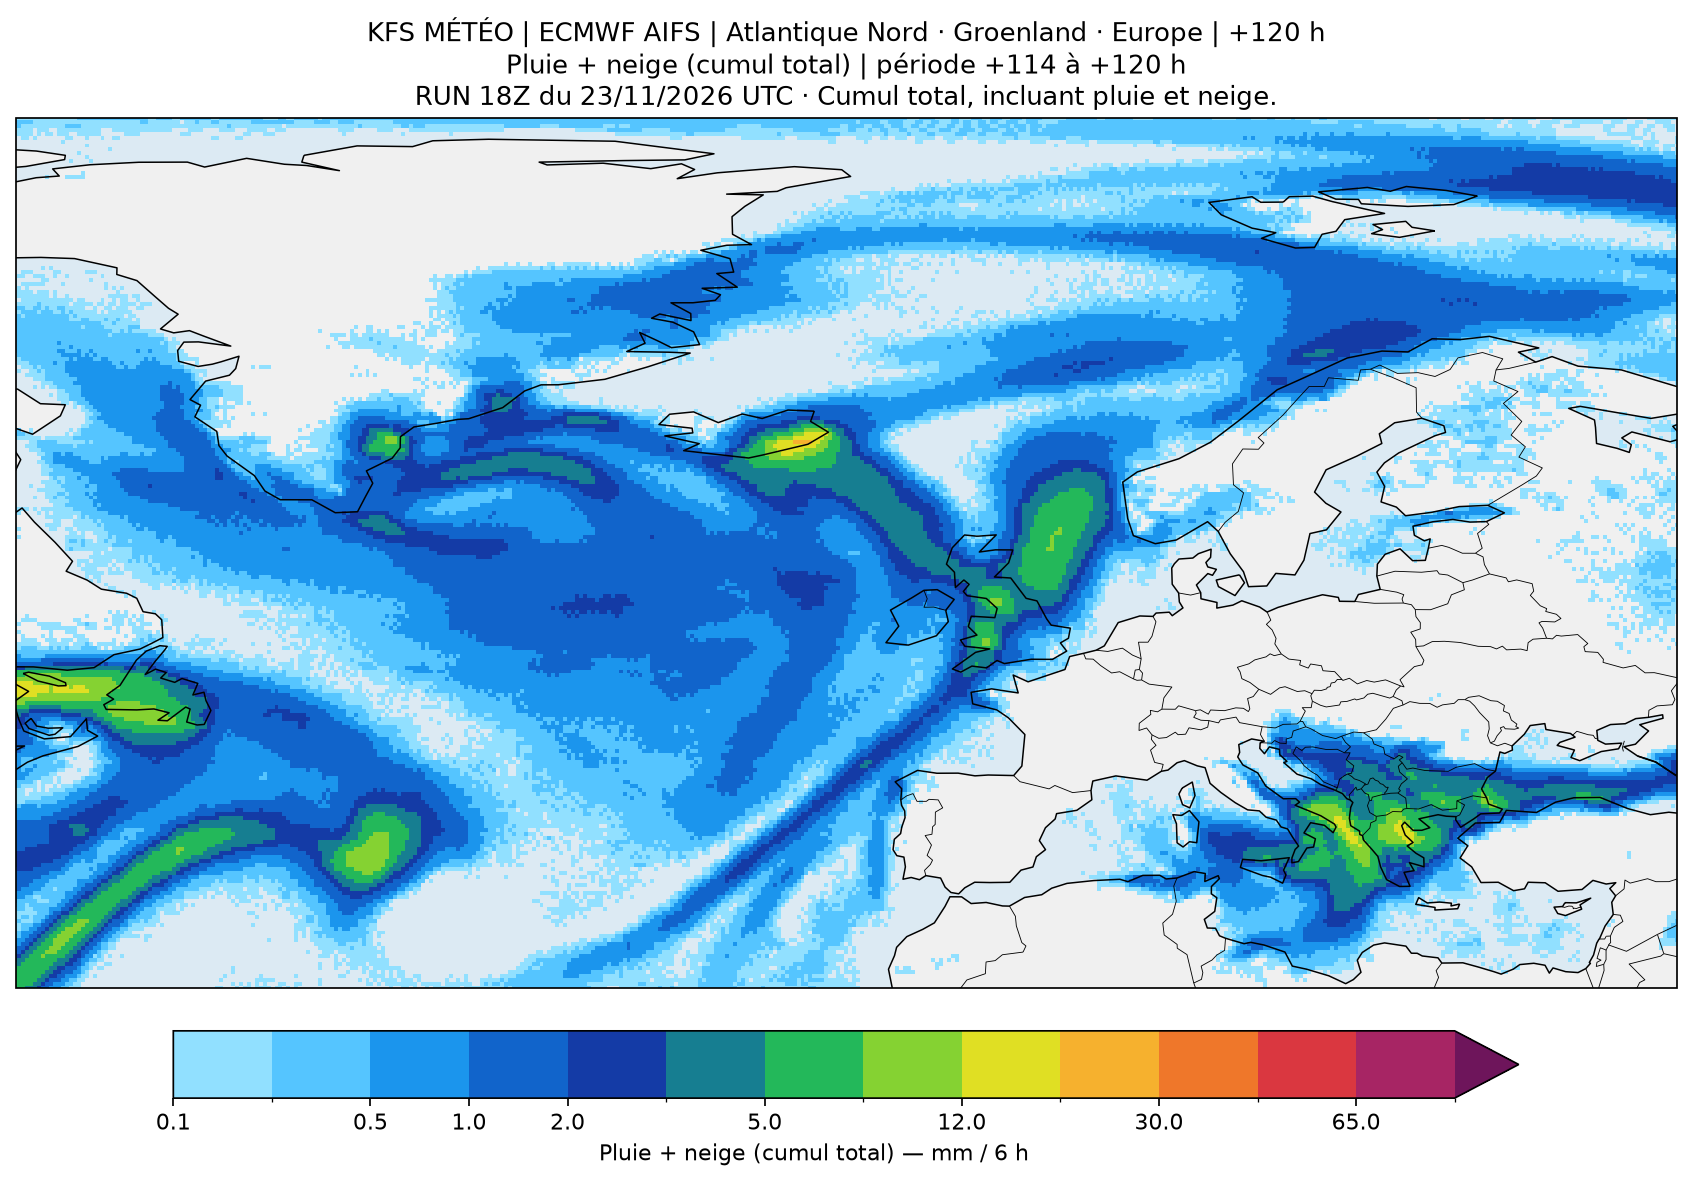 KFS MÉTÉO | ECMWF AIFS | Atlantique Nord · Groenland · Europe | +120 h
Pluie + neige (cumul total) | période +114 à +120 h
RUN 18Z du 23/11/2026 UTC · Cumul total, incluant pluie et neige.
0.1 0.5 1.0 2.0 5.0 12.0 30.0 65.0
Pluie + neige (cumul total) — mm / 6 h